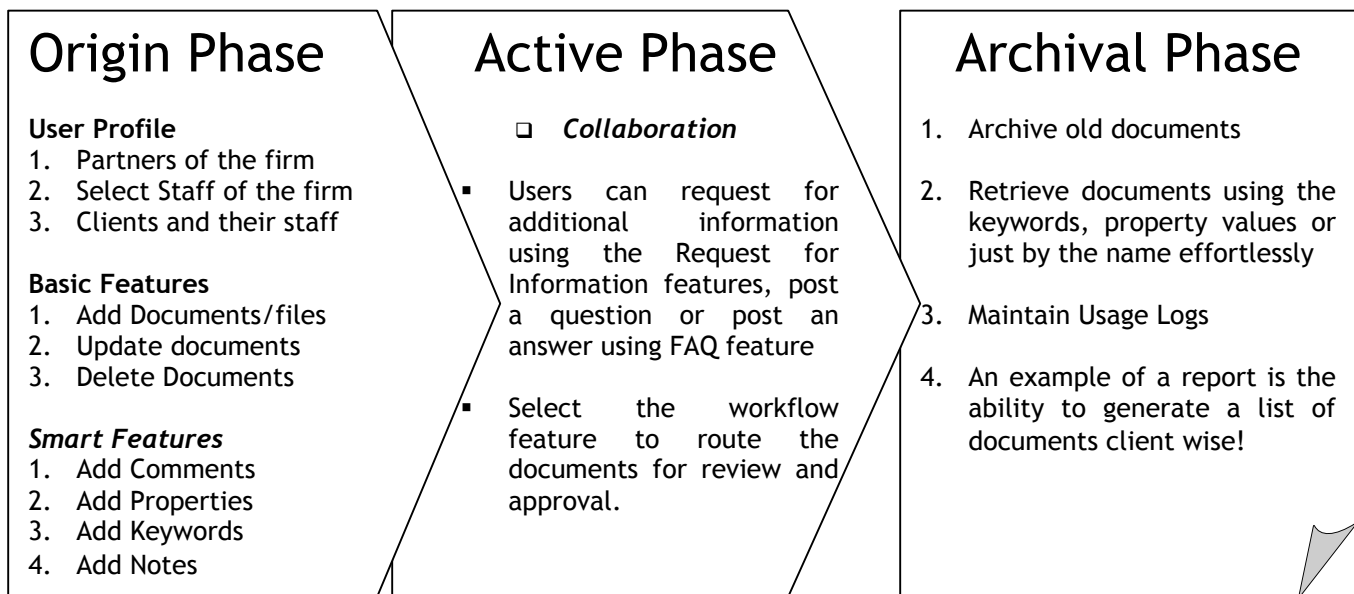 Origin Phase
User Profile
1. Partners of the firm
2. Select Staff of the firm
3. Clients and their staff
Basic Features
1. Add Documents/files
2. Update documents
3. Delete Documents
Smart Features
1. Add Comments
2. Add Properties
3. Add Keywords
4. Add Notes
Active Phase
❑ Collaboration
▪ Users can request for
additional information
using the Request for
Information features, post
a question or post an
answer using FAQ feature
▪ Select the workflow
feature to route the
documents for review and
approval.
Archival Phase
1. Archive old documents
2. Retrieve documents using the
keywords, property values or
just by the name effortlessly
3. Maintain Usage Logs
4. An example of a report is the
ability to generate a list of
documents client wise!